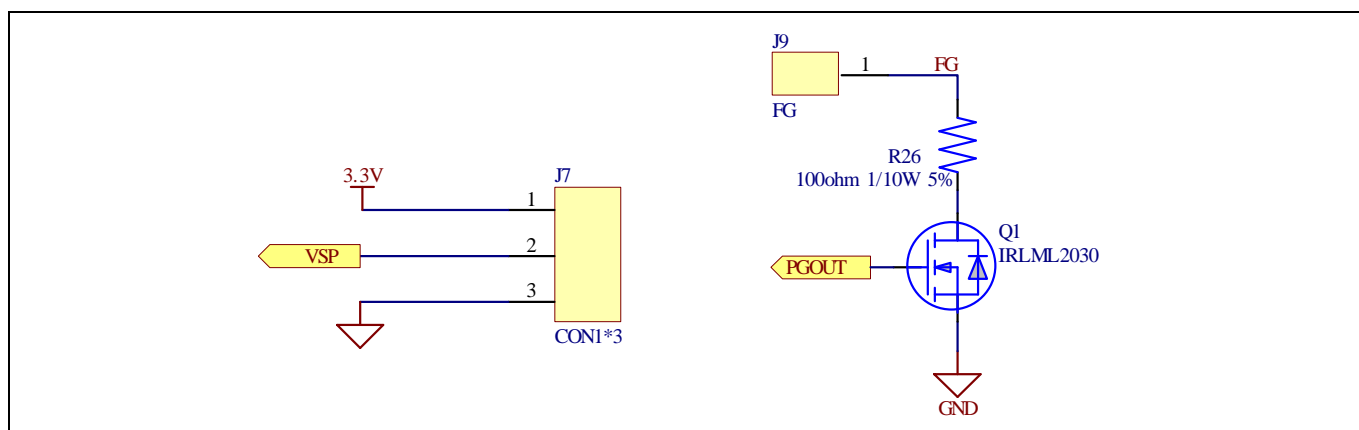 3.3V
VSP
J7
1
2
3
CON1*3
J9
1
FG
FG
R26
100ohm 1/10W 5%
Q1
IRLML2030
PGOUT
GND